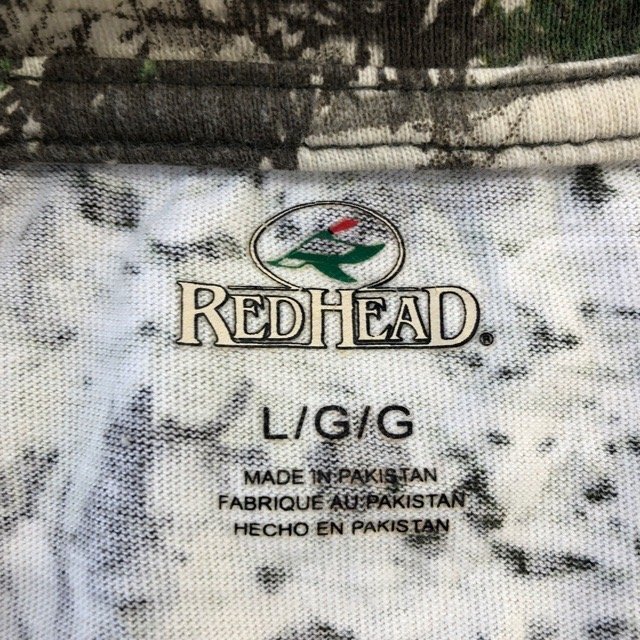 REDHEAD®
L/G/G
MADE IN PAKISTAN
FABRIQUE AU PAKISTAN
HECHO EN PAKISTAN